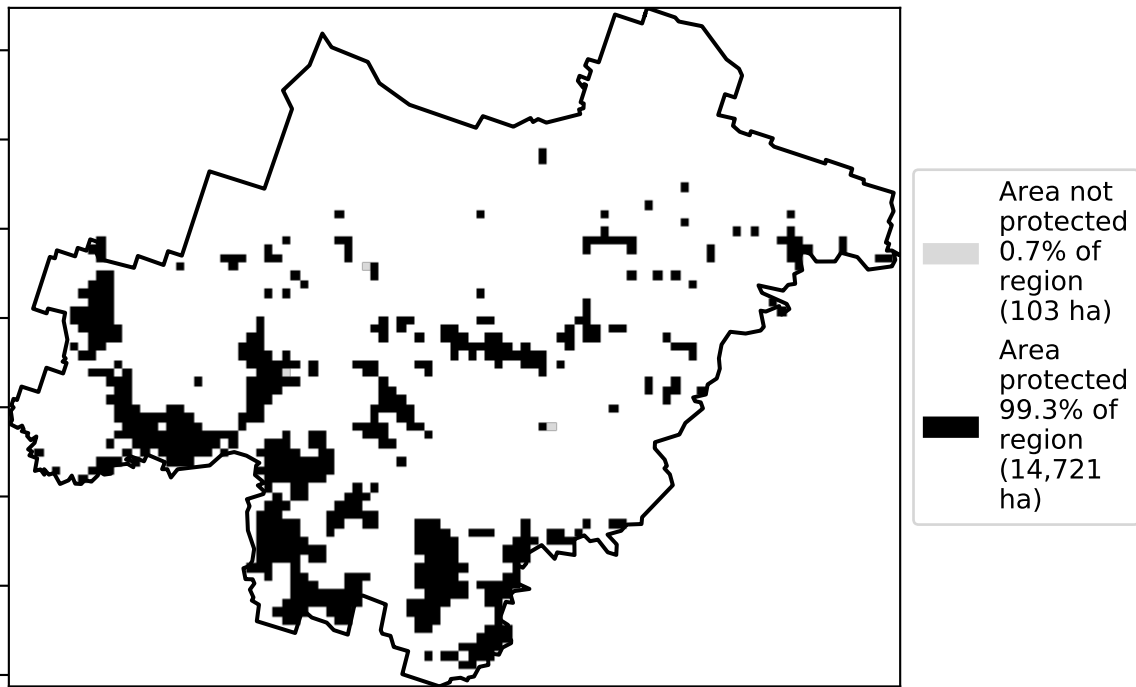 Area not
protected
0.7% of
region
(103 ha)
Area
protected
99.3% of
region
(14,721
ha)